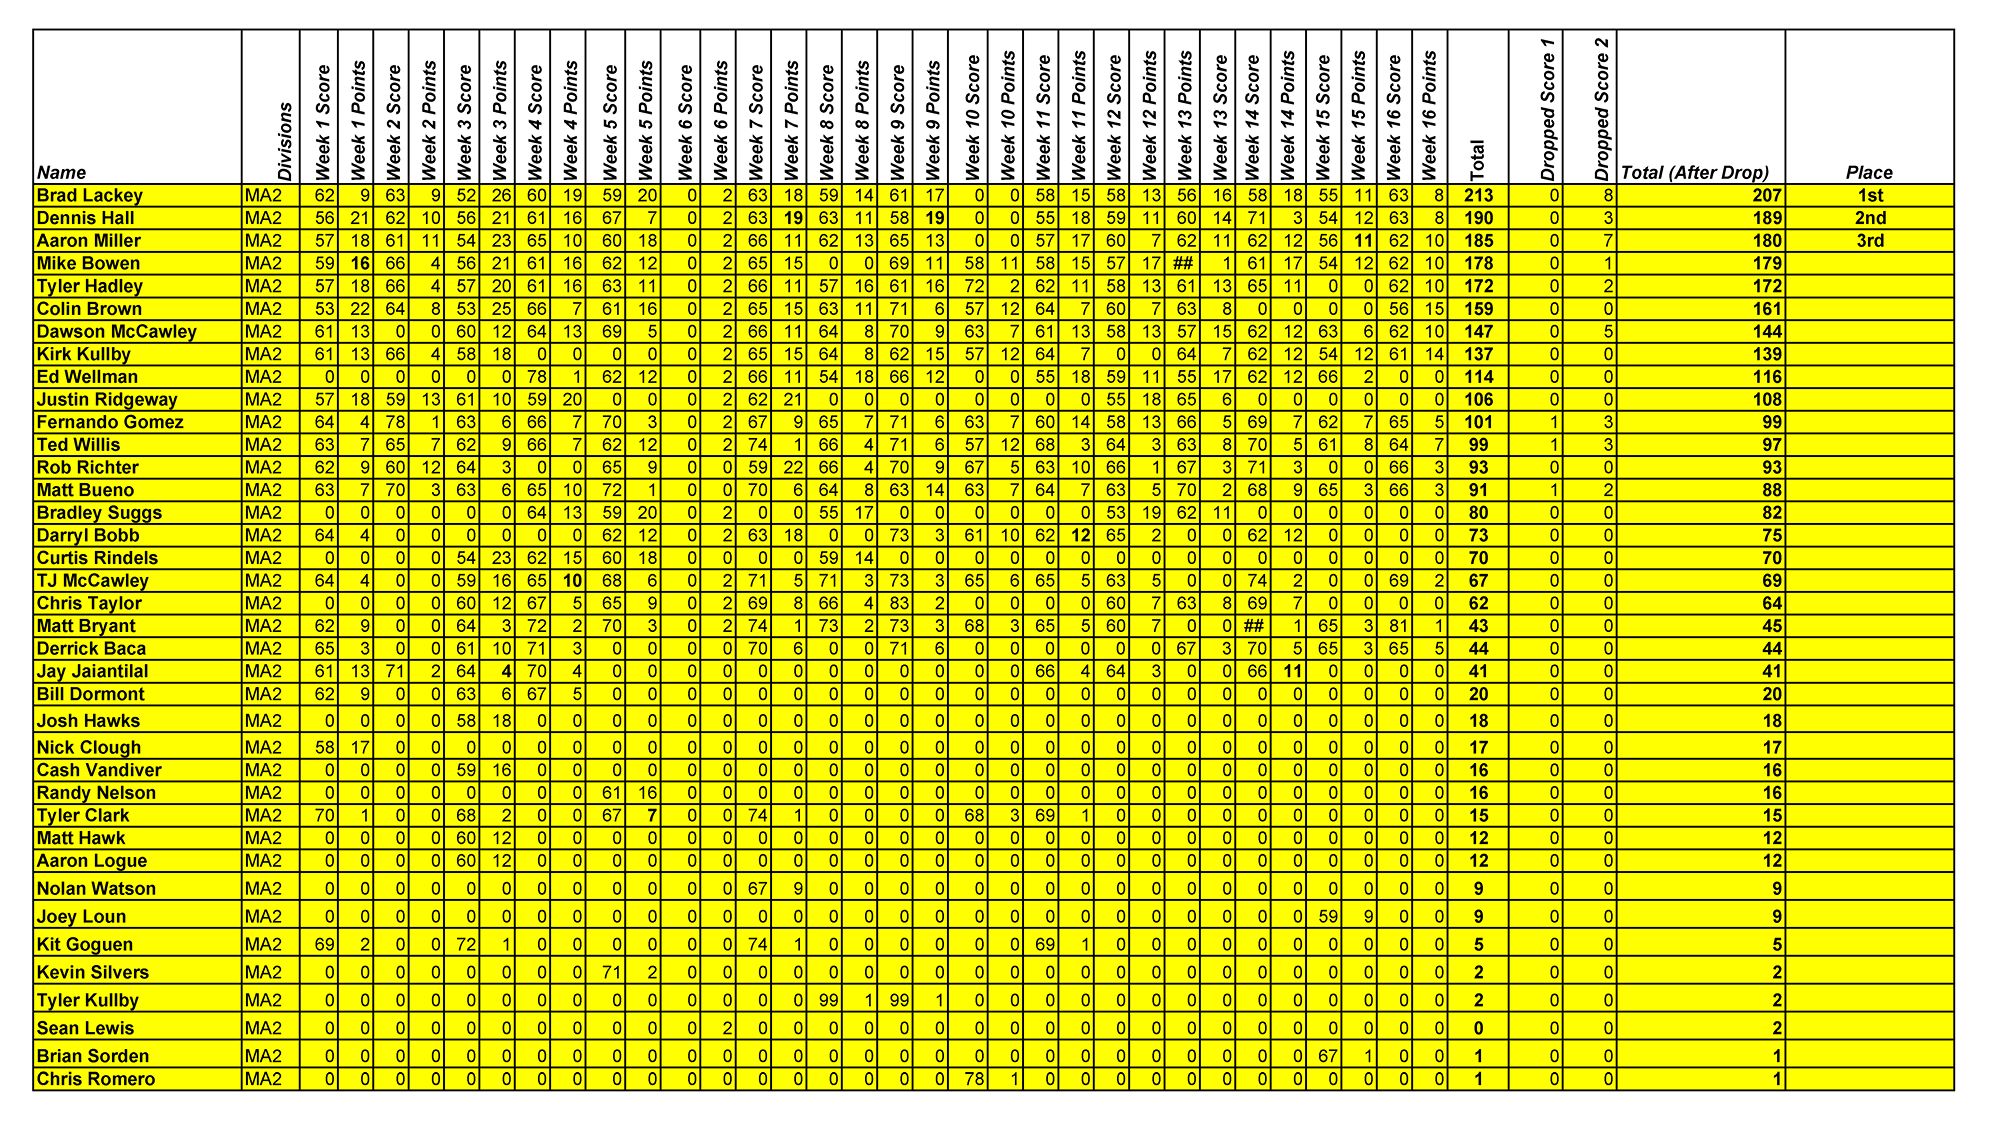 Name Divisions Week 1 Score Week 1 Points Week 2 Score Week 2 Points Week 3 Score Week 3 Points Week 4 Score Week 4 Points Week 5 Score Week 5 Points Week 6 Score Week 6 Points Week 7 Score Week 7 Points Week 8 Score Week 8 Points Week 9 Score Week 9 Points Week 10 Score Week 10 Points Week 11 Score Week 11 Points Week 12 Score Week 12 Points Week 13 Points Week 13 Score Week 14 Score Week 14 Points Week 15 Score Week 15 Points Week 16 Score Week 16 Points Total Dropped Score 1 Dropped Score 2 Total (After Drop) Place
Brad Lackey MA2 62 9 63 9 52 26 60 19 59 20 0 2 63 18 59 14 61 17 0 0 58 15 58 13 56 16 58 18 55 11 63 8 213 0 8 207 1st
Dennis Hall MA2 56 21 62 10 56 21 61 16 67 7 0 2 63 19 63 11 58 19 0 0 55 18 59 11 60 14 71 3 54 12 63 8 190 0 3 189 2nd
Aaron Miller MA2 57 18 61 11 54 23 65 10 60 18 0 2 66 11 62 13 65 13 0 0 57 17 60 7 62 11 62 12 56 11 62 10 185 0 7 180 3rd
Mike Bowen MA2 59 16 66 4 56 21 61 16 62 12 0 2 65 15 0 0 69 11 58 11 58 15 57 17 ## 1 61 17 54 12 62 10 178 0 1 179
Tyler Hadley MA2 57 18 66 4 57 20 61 16 63 11 0 2 66 11 57 16 61 16 72 2 62 11 58 13 61 13 65 11 0 0 62 10 172 0 2 172
Colin Brown MA2 53 22 64 8 53 25 66 7 61 16 0 2 65 15 63 11 71 6 57 12 64 7 60 7 63 8 0 0 0 0 56 15 159 0 0 161
Dawson McCawley MA2 61 13 0 0 60 12 64 13 69 5 0 2 66 11 64 8 70 9 63 7 61 13 58 13 57 15 62 12 63 6 62 10 147 0 5 144
Kirk Kullby MA2 61 13 66 4 58 18 0 0 0 0 0 2 65 15 64 8 62 15 57 12 64 7 0 0 64 7 62 12 54 12 61 14 137 0 0 139
Ed Wellman MA2 0 0 0 0 0 0 78 1 62 12 0 2 66 11 54 18 66 12 0 0 55 18 59 11 55 17 62 12 66 2 0 0 114 0 0 116
Justin Ridgeway MA2 57 18 59 13 61 10 59 20 0 0 0 2 62 21 0 0 0 0 0 0 0 0 55 18 65 6 0 0 0 0 0 0 106 0 0 108
Fernando Gomez MA2 64 4 78 1 63 6 66 7 70 3 0 2 67 9 65 7 71 6 63 7 60 14 58 13 66 5 69 7 62 7 65 5 101 1 3 99
Ted Willis MA2 63 7 65 7 62 9 66 7 62 12 0 2 74 1 66 4 71 6 57 12 68 3 64 3 63 8 70 5 61 8 64 7 99 1 3 97
Rob Richter MA2 62 9 60 12 64 3 0 0 65 9 0 0 59 22 66 4 70 9 67 5 63 10 66 1 67 3 71 3 0 0 66 3 93 0 0 93
Matt Bueno MA2 63 7 70 3 63 6 65 10 72 1 0 0 70 6 64 8 63 14 63 7 64 7 63 5 70 2 68 9 65 3 66 3 91 1 2 88
Bradley Suggs MA2 0 0 0 0 0 0 64 13 59 20 0 2 0 0 55 17 0 0 0 0 0 0 53 19 62 11 0 0 0 0 0 0 80 0 0 82
Darryl Bobb MA2 64 4 0 0 0 0 0 0 62 12 0 2 63 18 0 0 73 3 61 10 62 12 65 2 0 0 62 12 0 0 0 0 73 0 0 75
Curtis Rindels MA2 0 0 0 0 54 23 62 15 60 18 0 0 0 0 59 14 0 0 0 0 0 0 0 0 0 0 0 0 0 0 0 0 70 0 0 70
TJ McCawley MA2 64 4 0 0 59 16 65 10 68 6 0 2 71 5 71 3 73 3 65 6 65 5 63 5 0 0 74 2 0 0 69 2 67 0 0 69
Chris Taylor MA2 0 0 0 0 60 12 67 5 65 9 0 2 69 8 66 4 83 2 0 0 0 0 60 7 63 8 69 7 0 0 0 0 62 0 0 64
Matt Bryant MA2 62 9 0 0 64 3 72 2 70 3 0 2 74 1 73 2 73 3 68 3 65 5 60 7 0 0 ## 1 65 3 81 1 43 0 0 45
Derrick Baca MA2 65 3 0 0 61 10 71 3 0 0 0 0 70 6 0 0 71 6 0 0 0 0 0 0 67 3 70 5 65 3 65 5 44 0 0 44
Jay Jaiantilal MA2 61 13 71 2 64 4 70 4 0 0 0 0 0 0 0 0 0 0 0 0 66 4 64 3 0 0 66 11 0 0 0 0 41 0 0 41
Bill Dormont MA2 62 9 0 0 63 6 67 5 0 0 0 0 0 0 0 0 0 0 0 0 0 0 0 0 0 0 0 0 0 0 0 0 20 0 0 20
Josh Hawks MA2 0 0 0 0 58 18 0 0 0 0 0 0 0 0 0 0 0 0 0 0 0 0 0 0 0 0 0 0 0 0 0 0 18 0 0 18
Nick Clough MA2 58 17 0 0 0 0 0 0 0 0 0 0 0 0 0 0 0 0 0 0 0 0 0 0 0 0 0 0 0 0 0 0 17 0 0 17
Cash Vandiver MA2 0 0 0 0 59 16 0 0 0 0 0 0 0 0 0 0 0 0 0 0 0 0 0 0 0 0 0 0 0 0 0 0 16 0 0 16
Randy Nelson MA2 0 0 0 0 0 0 0 0 61 16 0 0 0 0 0 0 0 0 0 0 0 0 0 0 0 0 0 0 0 0 0 0 16 0 0 16
Tyler Clark MA2 70 1 0 0 68 2 0 0 67 7 0 0 74 1 0 0 0 0 68 3 69 1 0 0 0 0 0 0 0 0 0 0 15 0 0 15
Matt Hawk MA2 0 0 0 0 60 12 0 0 0 0 0 0 0 0 0 0 0 0 0 0 0 0 0 0 0 0 0 0 0 0 0 0 12 0 0 12
Aaron Logue MA2 0 0 0 0 60 12 0 0 0 0 0 0 0 0 0 0 0 0 0 0 0 0 0 0 0 0 0 0 0 0 0 0 12 0 0 12
Nolan Watson MA2 0 0 0 0 0 0 0 0 0 0 0 0 67 9 0 0 0 0 0 0 0 0 0 0 0 0 0 0 0 0 0 0 9 0 0 9
Joey Loun MA2 0 0 0 0 0 0 0 0 0 0 0 0 0 0 0 0 0 0 0 0 0 0 0 0 0 0 0 0 59 9 0 0 9 0 0 9
Kit Goguen MA2 69 2 0 0 72 1 0 0 0 0 0 0 74 1 0 0 0 0 0 0 69 1 0 0 0 0 0 0 0 0 0 0 5 0 0 5
Kevin Silvers MA2 0 0 0 0 0 0 0 0 71 2 0 0 0 0 0 0 0 0 0 0 0 0 0 0 0 0 0 0 0 0 0 0 2 0 0 2
Tyler Kullby MA2 0 0 0 0 0 0 0 0 0 0 0 0 0 0 99 1 99 1 0 0 0 0 0 0 0 0 0 0 0 0 0 0 2 0 0 2
Sean Lewis MA2 0 0 0 0 0 0 0 0 0 0 0 2 0 0 0 0 0 0 0 0 0 0 0 0 0 0 0 0 0 0 0 0 0 0 0 2
Brian Sorden MA2 0 0 0 0 0 0 0 0 0 0 0 0 0 0 0 0 0 0 0 0 0 0 0 0 0 0 0 0 67 1 0 0 1 0 0 1
Chris Romero MA2 0 0 0 0 0 0 0 0 0 0 0 0 0 0 0 0 0 0 78 1 0 0 0 0 0 0 0 0 0 0 0 0 1 0 0 1